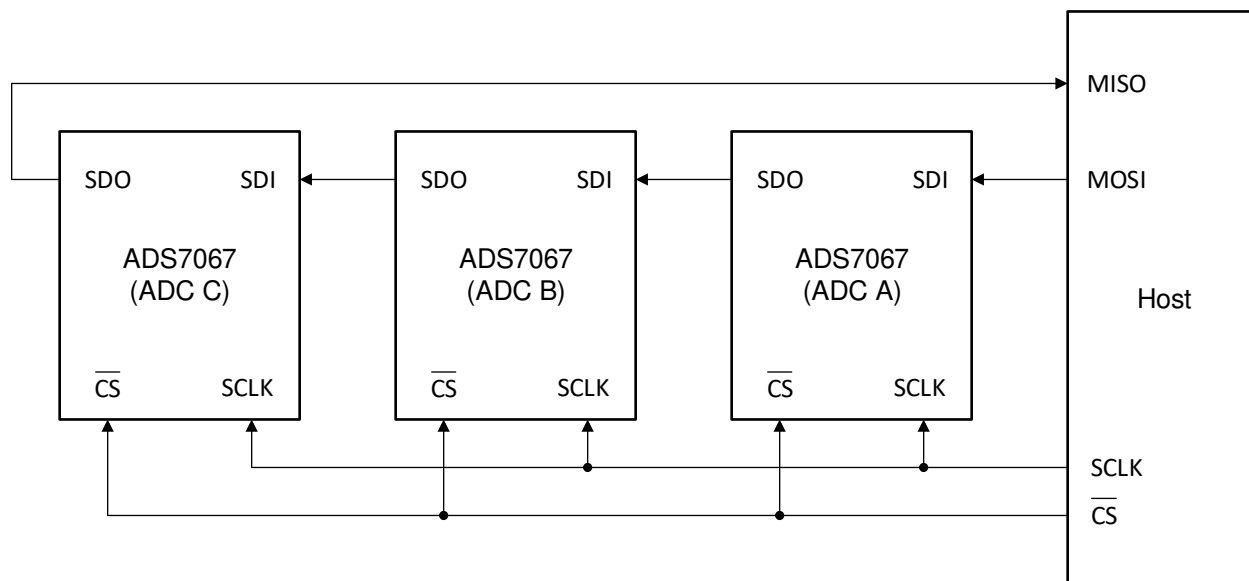 MISO
SDO SDI SDO SDI SDO SDI MOSI
ADS7067 ADS7067 ADS7067
(ADC C) (ADC B) (ADC A)
Host
CS SCLK CS SCLK CS SCLK
SCLK
CS